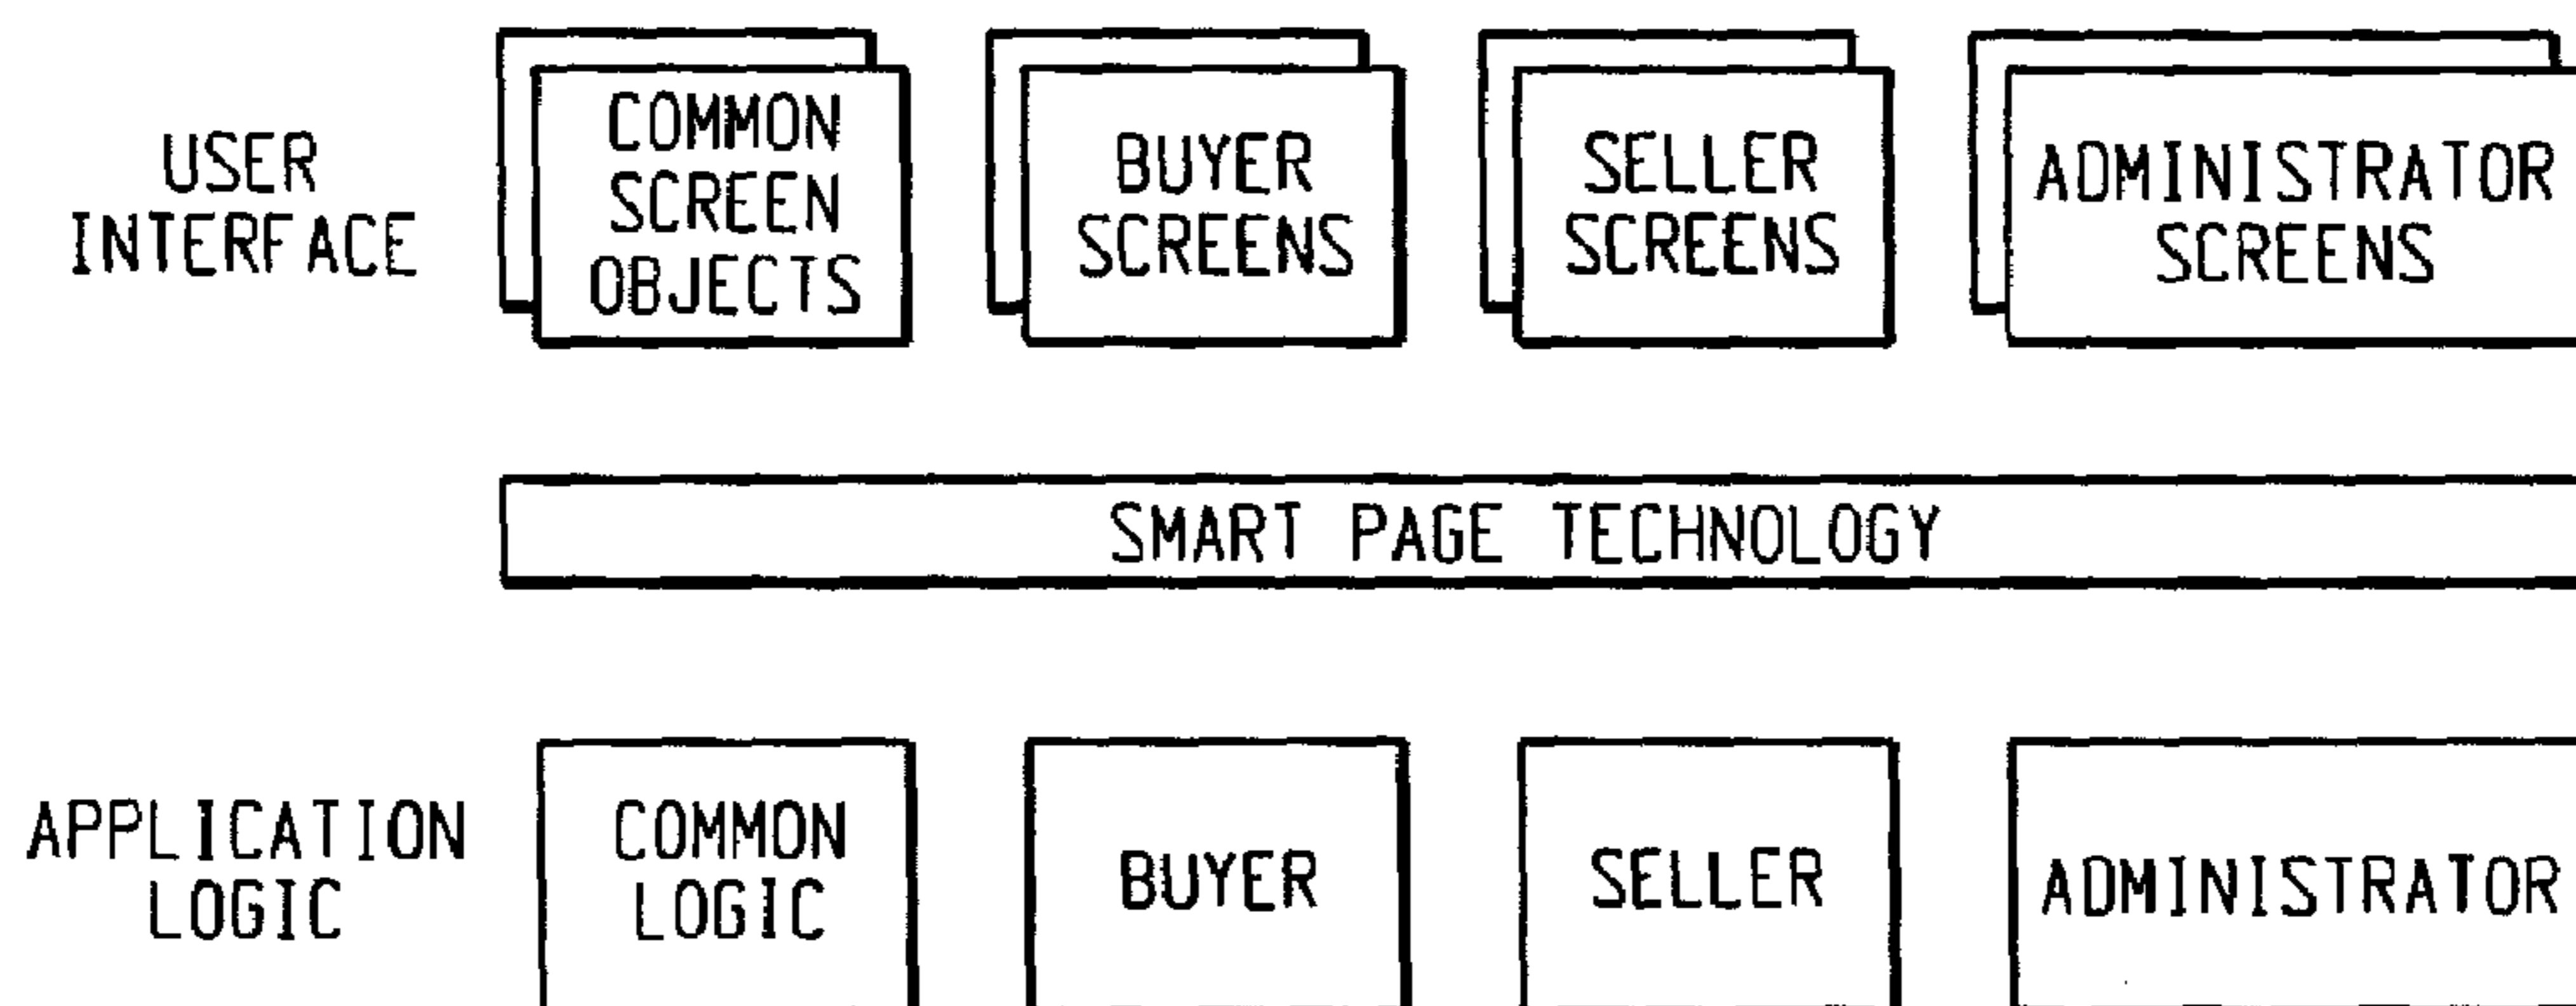 USER
INTERFACE
COMMON
SCREEN
OBJECTS
BUYER
SCREENS
SELLER
SCREENS
ADMINISTRATOR
SCREENS
SMART PAGE TECHNOLOGY
APPLICATION
LOGIC
COMMON
LOGIC
BUYER
SELLER
ADMINISTRATOR